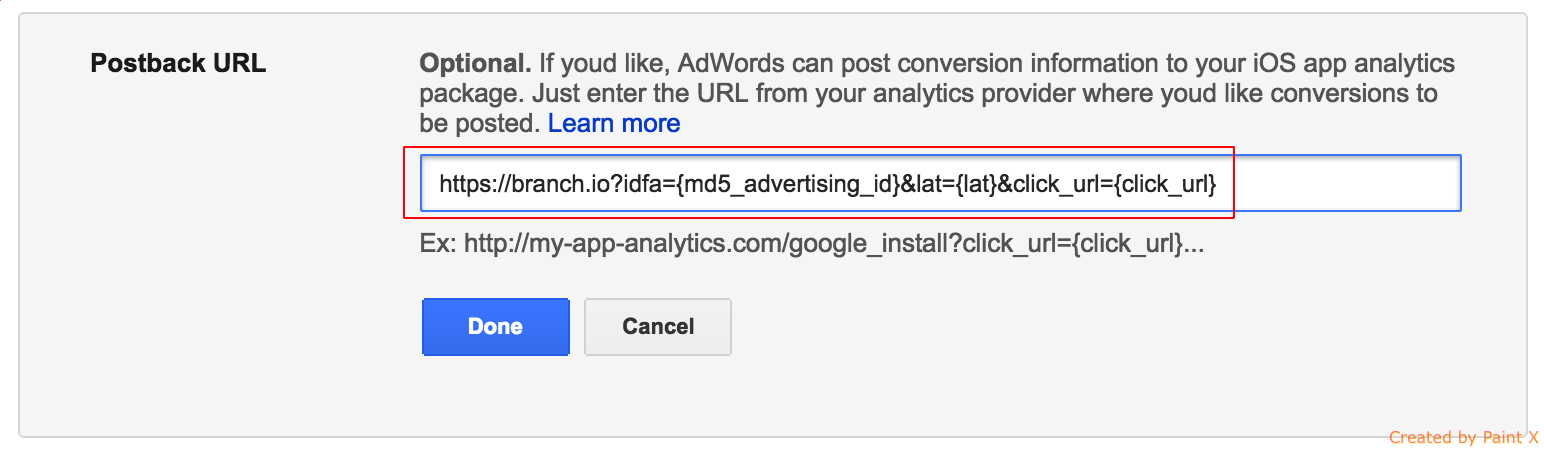 Postback URL
Optional. If youd like, AdWords can post conversion information to your iOS app analytics
package. Just enter the URL from your analytics provider where youd like conversions to
be posted. Learn more
https://branch.io?idfa={md5_advertising_id}&lat={lat}&click_url={click_url}
Ex: http://my-app-analytics.com/google_install?click_url={click_url}...
Done Cancel
Created by Paint X